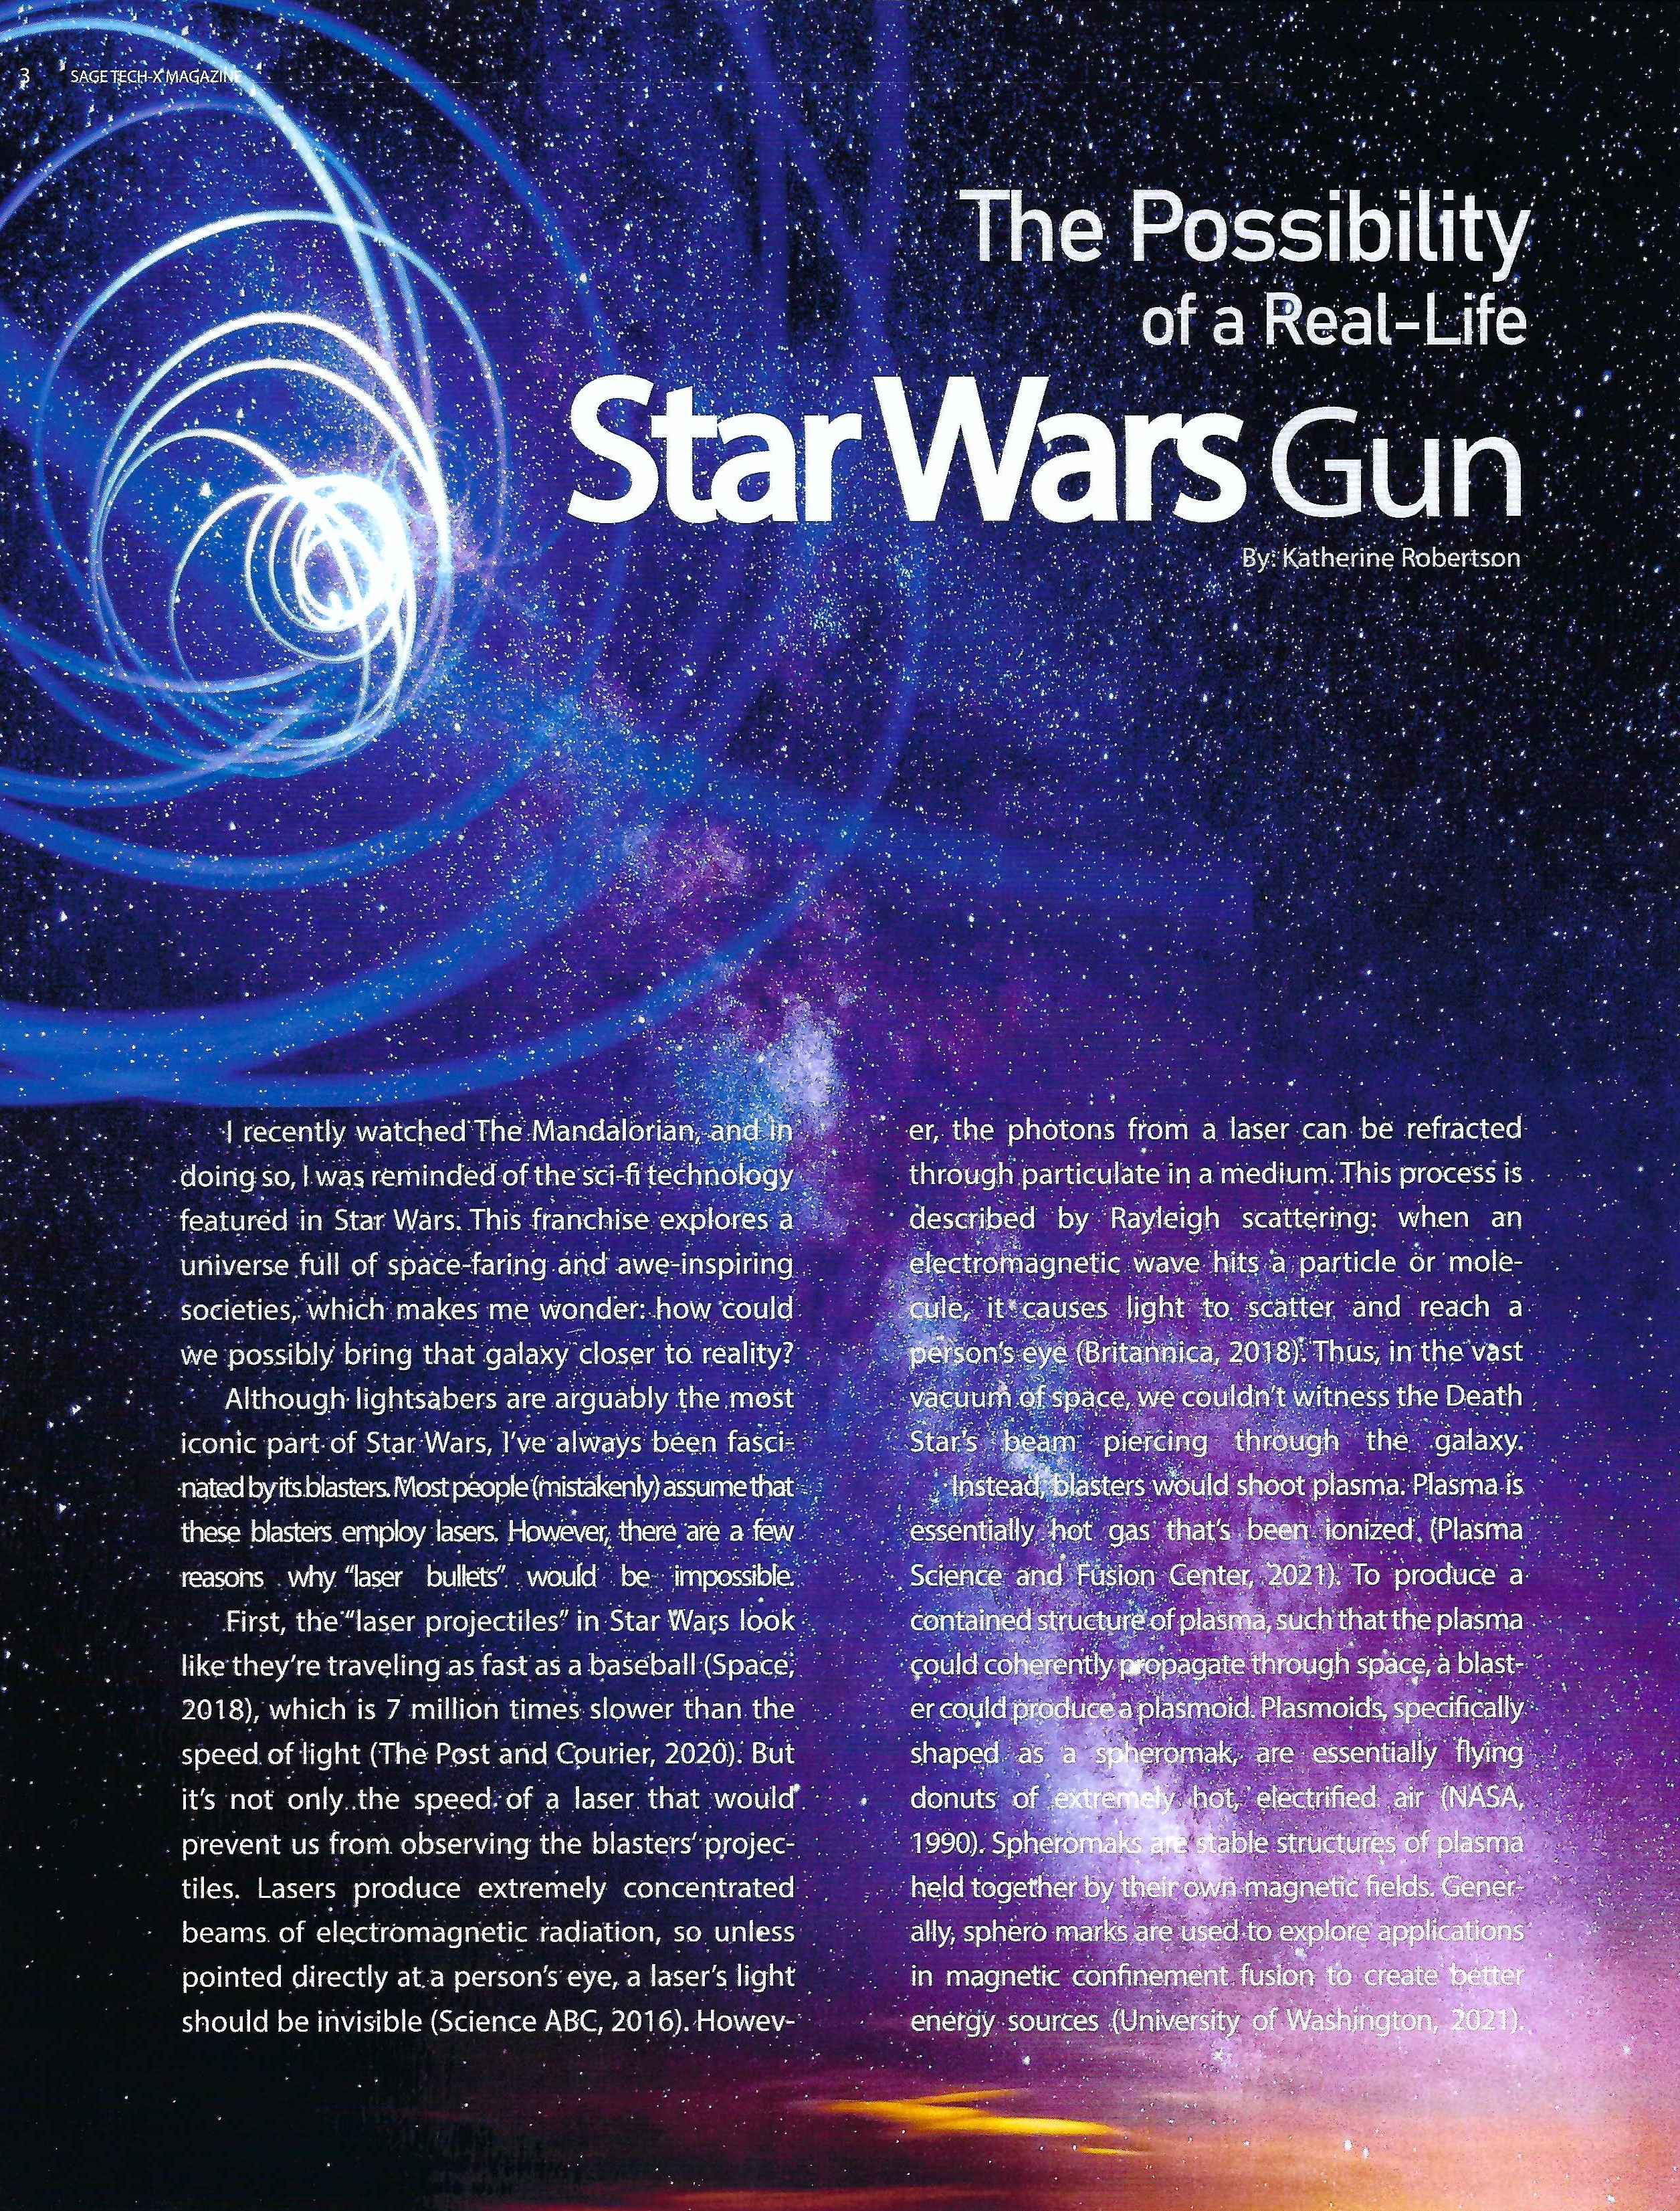 3 SAGE TECH-X MAGAZINE
The Possibility
of a Real-Life
Star Wars Gun
By: Katherine Robertson
I recently watched The Mandalorian, and in
doing so, I was reminded of the sci-fi technology
featured in Star Wars. This franchise explores a
universe full of space-faring and awe-inspiring
societies, which makes me wonder: how could
we possibly bring that galaxy closer to reality?
Although lightsabers are arguably the most
iconic part of Star Wars, I've always been fasci-
nated by its blasters. Most people (mistakenly) assume that
these blasters employ lasers. However, there are a few
reasons why "laser bullets" would be impossible.
First, the "laser projectiles" in Star Wars look
like they're traveling as fast as a baseball (Space,
2018), which is 7 million times slower than the
speed of light (The Post and Courier, 2020). But
it's not only the speed of a laser that would
prevent us from observing the blasters' projec-
tiles. Lasers produce extremely concentrated
beams of electromagnetic radiation, so unless
pointed directly at a person's eye, a laser's light
should be invisible (Science ABC, 2016). Howev-
er, the photons from a laser can be refracted
through particulate in a medium. This process is
described by Rayleigh scattering: when an
electromagnetic wave hits a particle or mole-
cule, it causes light to scatter and reach a
person's eye (Britannica, 2018). Thus, in the vast
vacuum of space, we couldn't witness the Death
Star's beam piercing through the galaxy.
Instead, blasters would shoot plasma. Plasma is
essentially hot gas that's been ionized (Plasma
Science and Fusion Center, 2021). To produce a
contained structure of plasma, such that the plasma
could coherently propagate through space, a blast-
er could produce a plasmoid. Plasmoids, specifically
shaped as a spheromak, are essentially flying
donuts of extremely hot, electrified air (NASA,
1990). Spheromaks are stable structures of plasma
held together by their own magnetic fields. Gener-
ally, sphero marks are used to explore applications
in magnetic confinement fusion to create better
energy sources (University of Washington, 2021).